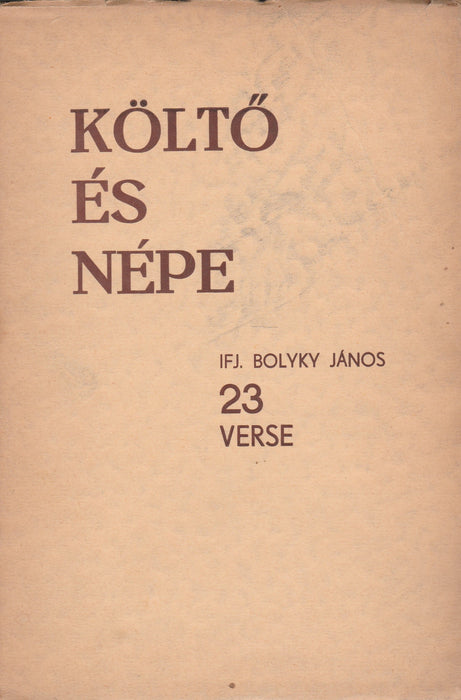 KÖLTŐ
ÉS
NÉPE
IFJ. BOLYKY JÁNOS
23
VERSE